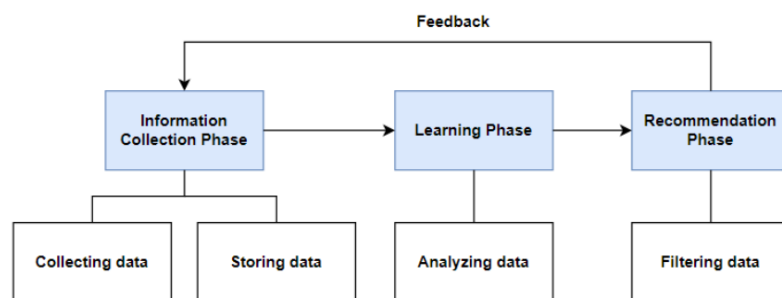 Feedback
Information
Collection Phase
Learning Phase
Recommendation
Phase
Collecting data
Storing data
Analyzing data
Filtering data